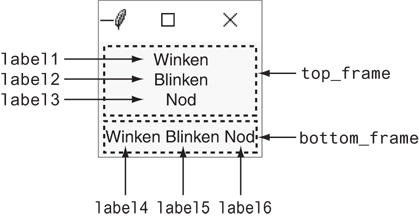 label1 Winken
label2 Blinken top_frame
label3 Nod
Winken Blinken Nod bottom_frame
label4 label5 label6